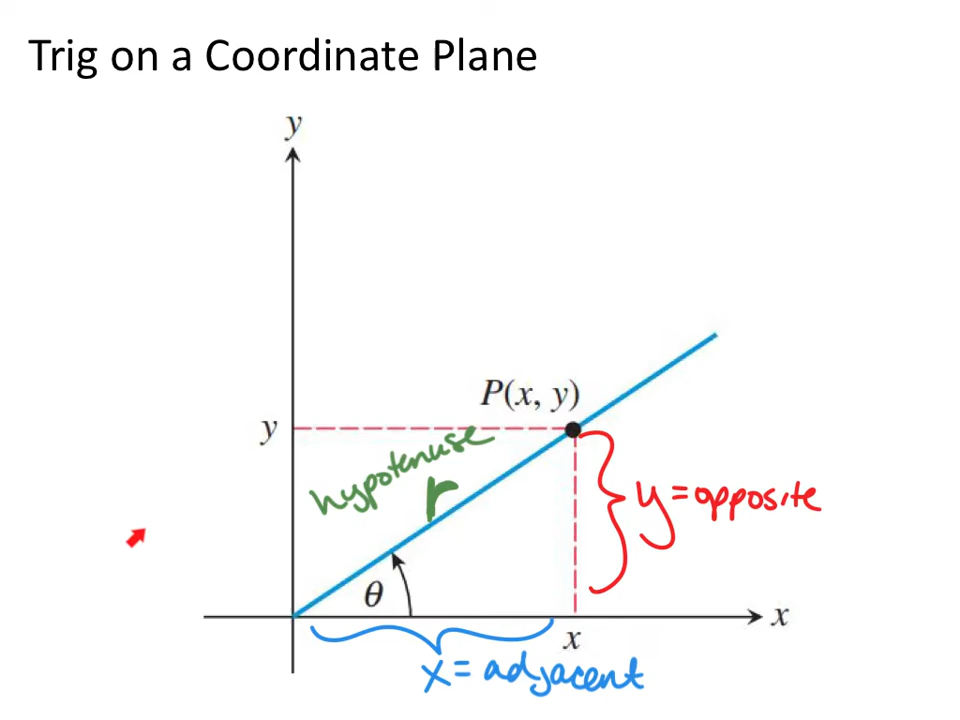 Trig on a Coordinate Plane
y
P(x, y)
y
hypotenuse
r
y = opposite
θ
x
x
x = adjacent